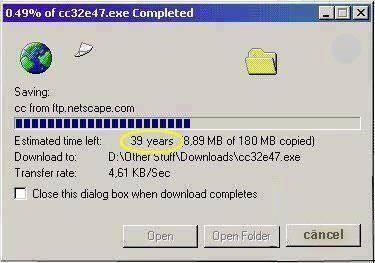 0.49% of cc32e47.exe Completed
Saving:
cc from ftp.netscape.com
Estimated time left: 39 years (8,89 MB of 180 MB copied)
Download to: D:\Other Stuff\Downloads\cc32e47.exe
Transfer rate: 4,61 KB/Sec
Close this dialog box when download completes
Open
Open Folder
câncel